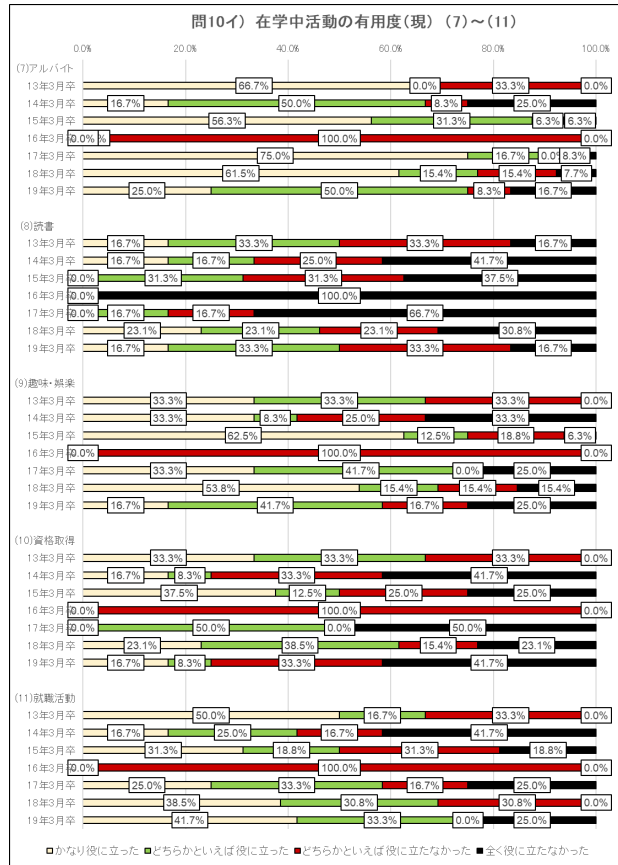 問10イ） 在学中活動の有用度（現） （7）～（11）
0.0% 20.0% 40.0% 60.0% 80.0% 100.0%
(7)アルバイト
13年3月卒 66.7% 0.0% 33.3% 0.0%
14年3月卒 16.7% 50.0% 8.3% 25.0%
15年3月卒 56.3% 31.3% 6.3% 6.3%
16年3月卒 0.0% % 100.0% 0.0%
17年3月卒 75.0% 16.7% 0.0% 8.3%
18年3月卒 61.5% 15.4% 15.4% 7.7%
19年3月卒 25.0% 50.0% 8.3% 16.7%
(8)読書
13年3月卒 16.7% 33.3% 33.3% 16.7%
14年3月卒 16.7% 16.7% 25.0% 41.7%
15年3月卒 0.0% 31.3% 31.3% 37.5%
16年3月卒 0.0% 100.0%
17年3月卒 0.0% 16.7% 16.7% 66.7%
18年3月卒 23.1% 23.1% 23.1% 30.8%
19年3月卒 16.7% 33.3% 33.3% 16.7%
(9)趣味・娯楽
13年3月卒 33.3% 33.3% 33.3% 0.0%
14年3月卒 33.3% 8.3% 25.0% 33.3%
15年3月卒 62.5% 12.5% 18.8% 6.3%
16年3月卒 0.0% 100.0% 0.0%
17年3月卒 33.3% 41.7% 0.0% 25.0%
18年3月卒 53.8% 15.4% 15.4% 15.4%
19年3月卒 16.7% 41.7% 16.7% 25.0%
(10)資格取得
13年3月卒 33.3% 33.3% 33.3% 0.0%
14年3月卒 16.7% 8.3% 33.3% 41.7%
15年3月卒 37.5% 12.5% 25.0% 25.0%
16年3月卒 0.0% 100.0% 0.0%
17年3月卒 0.0% 50.0% 0.0% 50.0%
18年3月卒 23.1% 38.5% 15.4% 23.1%
19年3月卒 16.7% 8.3% 33.3% 41.7%
(11)就職活動
13年3月卒 50.0% 16.7% 33.3% 0.0%
14年3月卒 16.7% 25.0% 16.7% 41.7%
15年3月卒 31.3% 18.8% 31.3% 18.8%
16年3月卒 0.0% 100.0% 0.0%
17年3月卒 25.0% 33.3% 16.7% 25.0%
18年3月卒 38.5% 30.8% 30.8% 0.0%
19年3月卒 41.7% 33.3% 0.0% 25.0%
かなり役に立った どちらかといえば役に立った どちらかといえば役に立たなかった 全く役に立たなかった